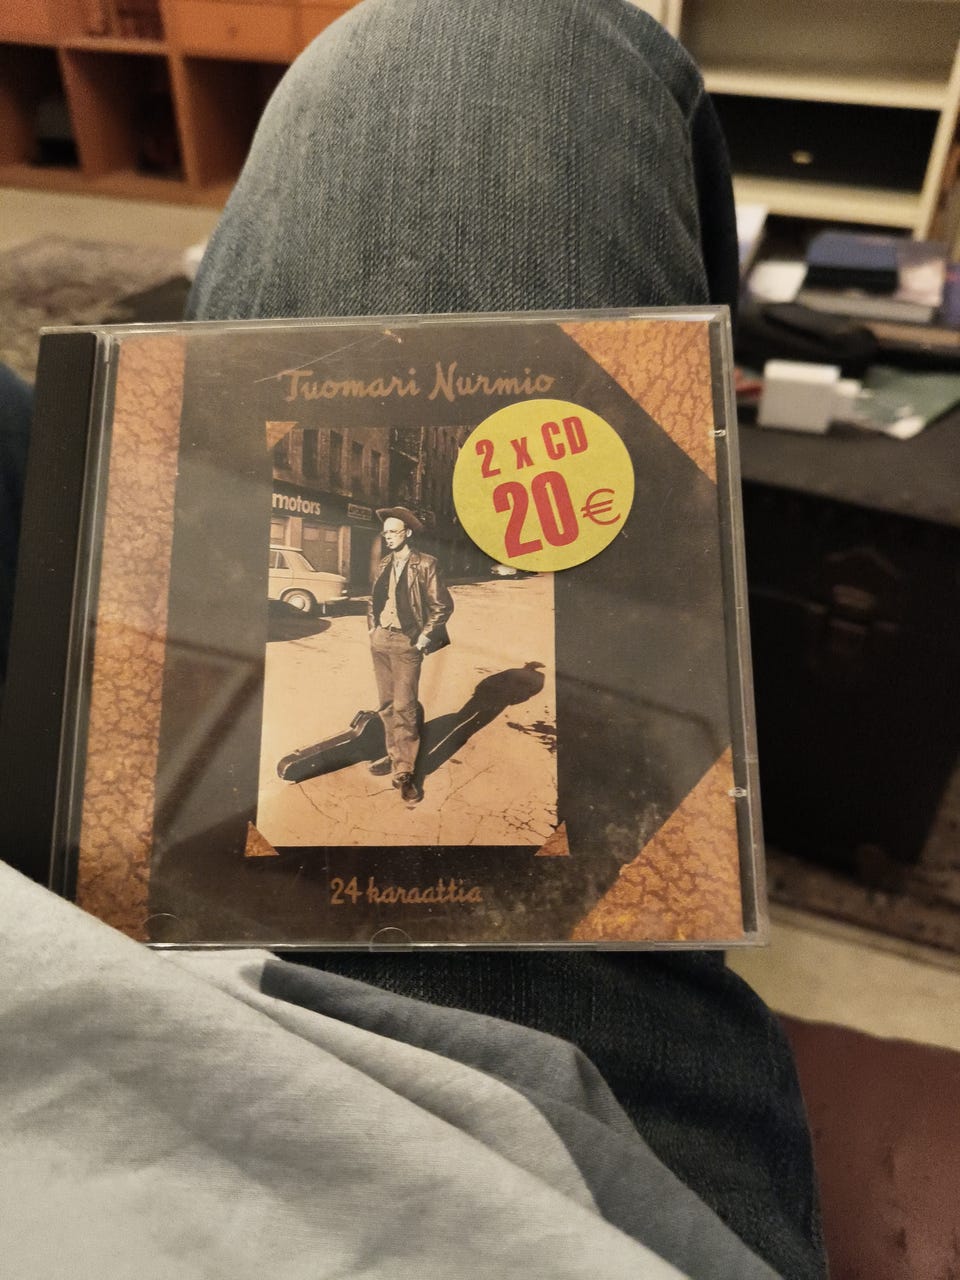 Tuomari Nurmio
2 x CD
20 €
motors
24 karaattia